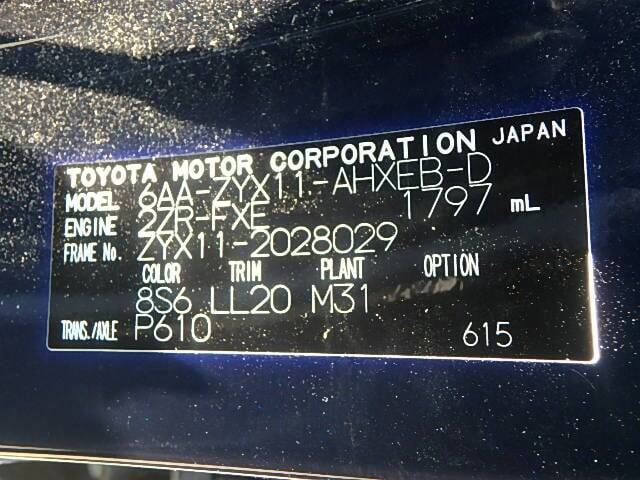 TOYOTA MOTOR CORPORATION JAPAN
MODEL 6AA-ZYX11-AHXEB-D
ENGINE 2ZR-FXE 1797 mL
FRAME No. ZYX11-2028029
COLOR TRIM PLANT OPTION
8S6 LL20 M31
TRANS./AXLE P610 615